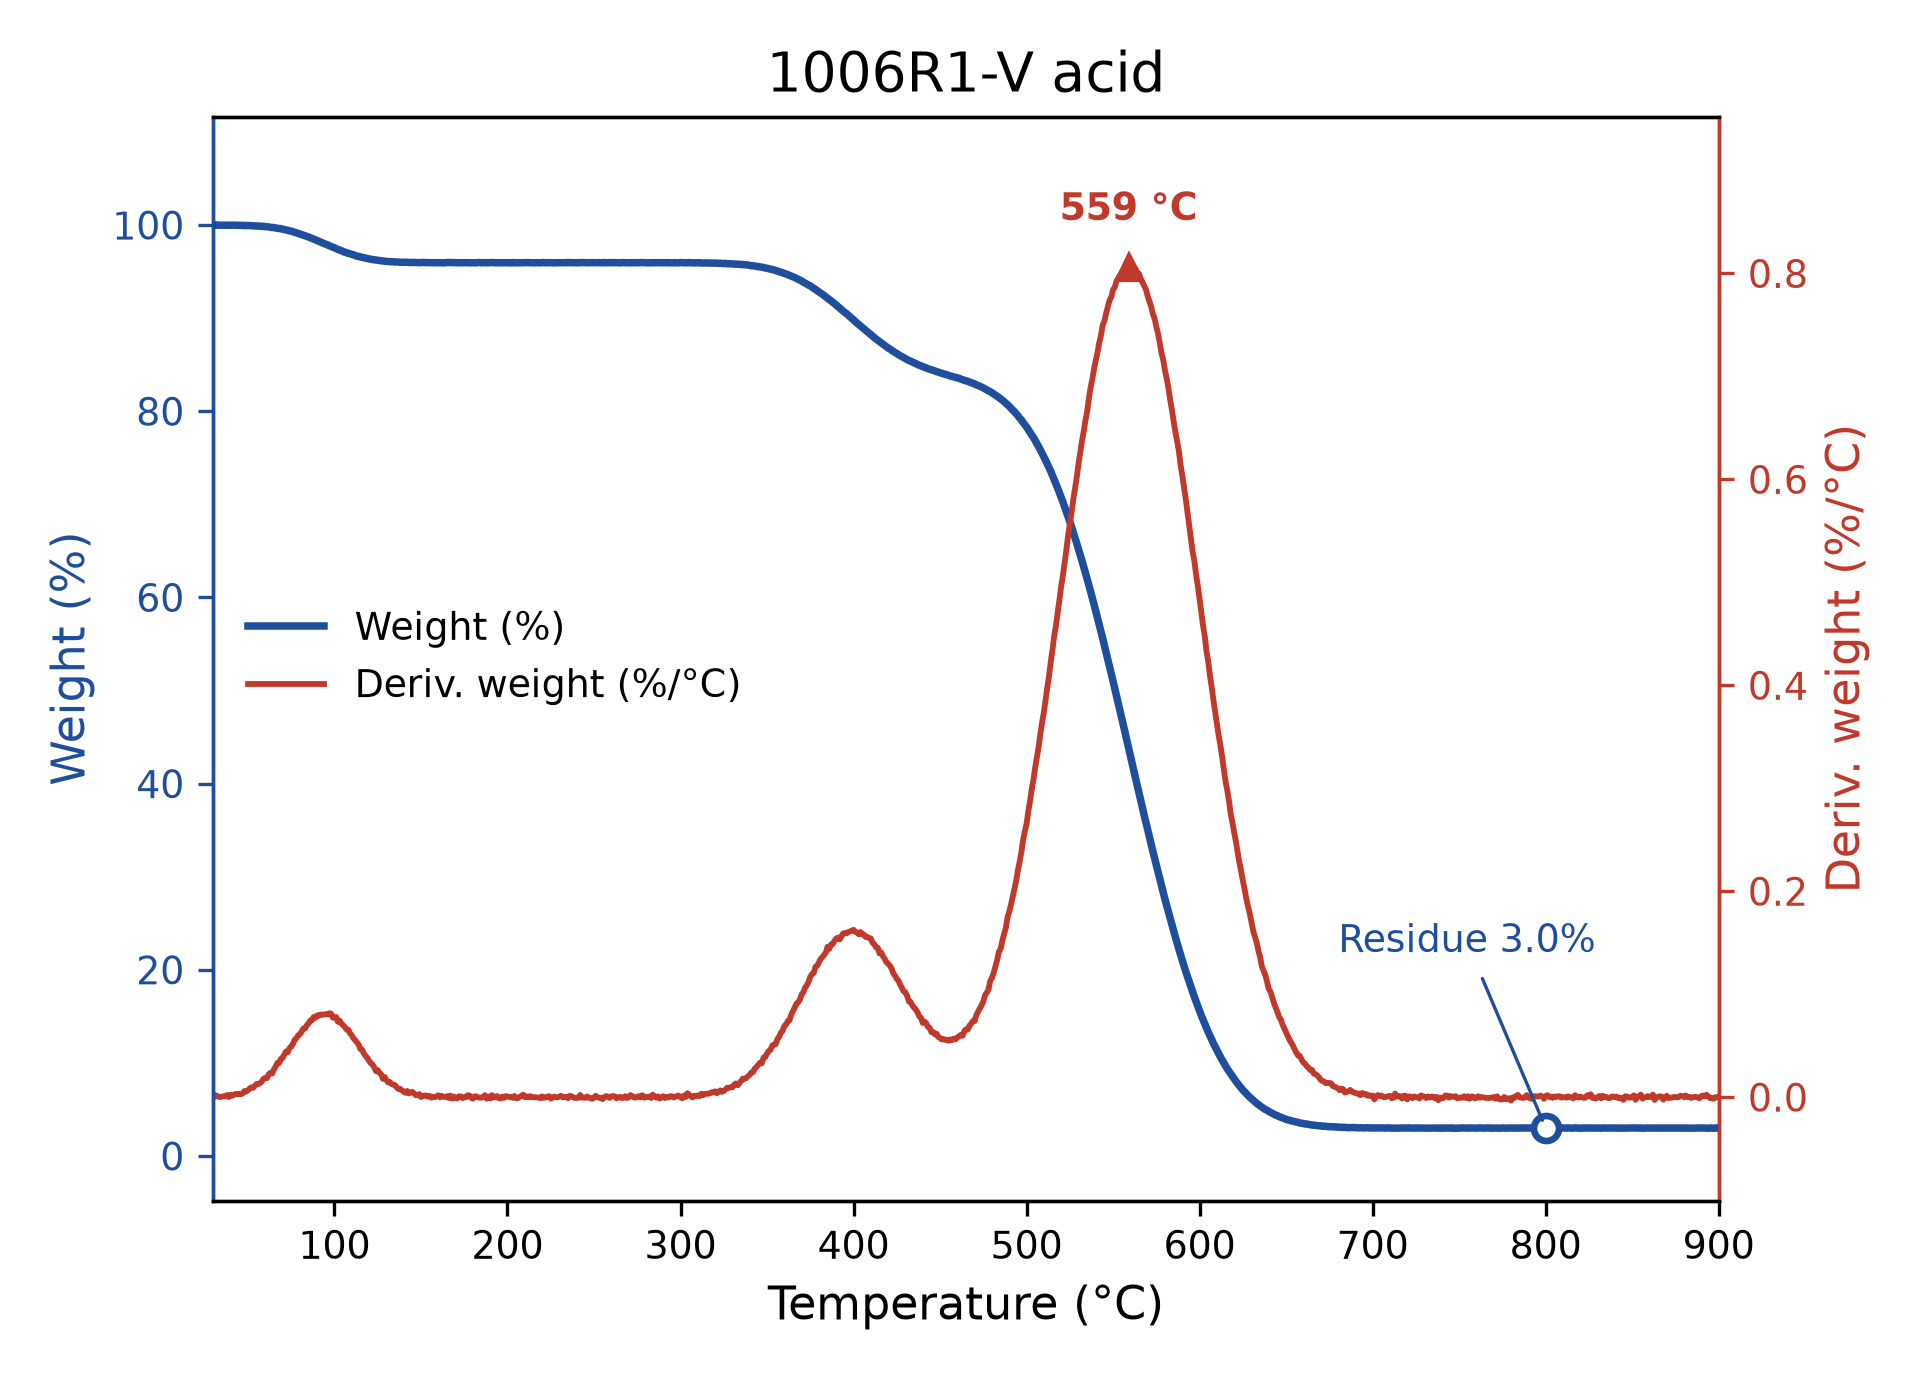 1006R1-V acid
559 °C
100
80
60
40
20
0
Weight (%)
0.8
0.6
0.4
0.2
0.0
Deriv. weight (%/°C)
Weight (%)
Deriv. weight (%/°C)
Residue 3.0%
100 200 300 400 500 600 700 800 900
Temperature (°C)